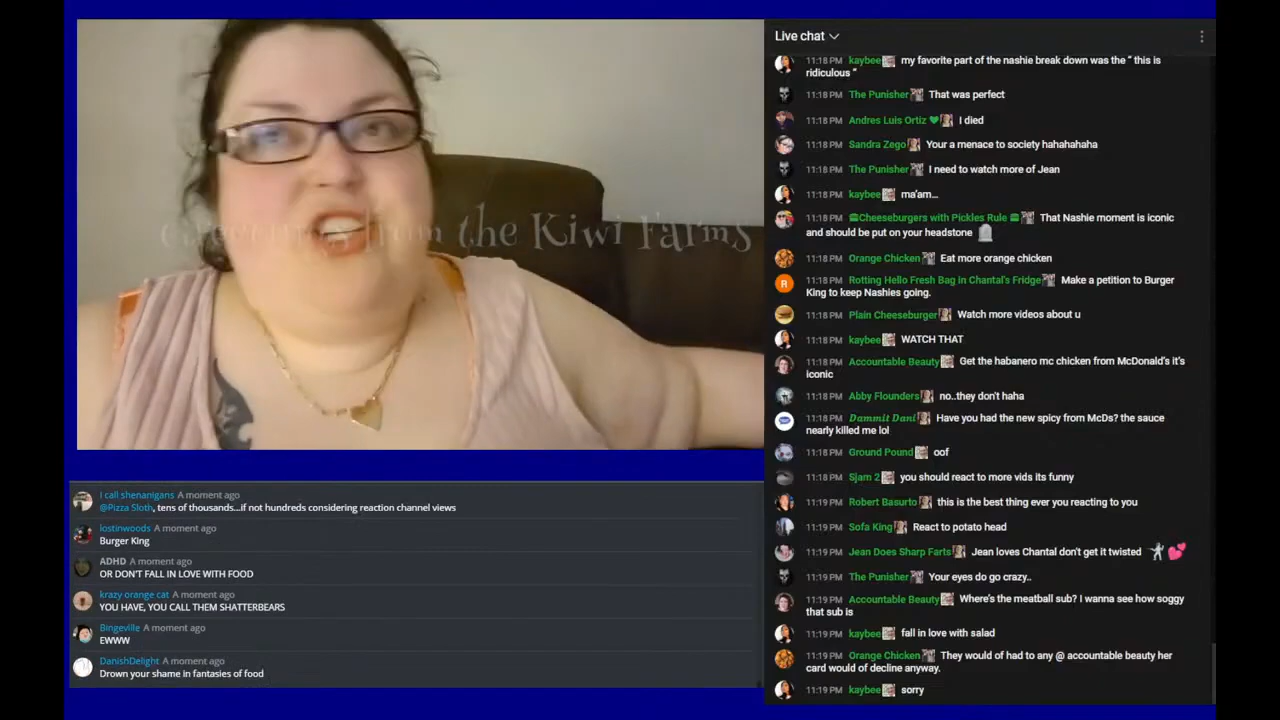 from the Kiwi Farms
I call shenanigans A moment ago
@Pizza Sloth, tens of thousands...if not hundreds considering reaction channel views
lostinwoods A moment ago
Burger King
ADHD A moment ago
OR DON'T FALL IN LOVE WITH FOOD
krazy orange cat A moment ago
YOU HAVE, YOU CALL THEM SHATTERBEARS
Bingeville A moment ago
EWWW
DanishDelight A moment ago
Drown your shame in fantasies of food
Live chat
11:18 PM kaybee my favorite part of the nashie break down was the " this is
ridiculous "
11:18 PM The Punisher That was perfect
11:18 PM Andres Luis Ortiz I died
11:18 PM Sandra Zego Your a menace to society hahahahaha
11:18 PM The Punisher I need to watch more of Jean
11:18 PM kaybee ma'am...
11:18 PM Cheeseburgers with Pickles Rule That Nashie moment is iconic
and should be put on your headstone
11:18 PM Orange Chicken Eat more orange chicken
R
11:18 PM Rotting Hello Fresh Bag in Chantal's Fridge Make a petition to Burger
King to keep Nashies going.
11:18 PM Plain Cheeseburger Watch more videos about u
11:18 PM kaybee WATCH THAT
11:18 PM Accountable Beauty Get the habanero mc chicken from McDonald's it's
iconic
11:18 PM Abby Flounders no..they don't haha
11:18 PM Dammit Dani Have you had the new spicy from McDs? the sauce
nearly killed me lol
11:18 PM Ground Pound oof
11:18 PM Sjam 2 you should react to more vids its funny
11:19 PM Robert Basurto this is the best thing ever you reacting to you
11:19 PM Sofa King React to potato head
11:19 PM Jean Does Sharp Farts Jean loves Chantal don't get it twisted
11:19 PM The Punisher Your eyes do go crazy..
11:19 PM Accountable Beauty Where's the meatball sub? I wanna see how soggy
that sub is
11:19 PM kaybee fall in love with salad
11:19 PM Orange Chicken They would of had to any @ accountable beauty her
card would of decline anyway.
11:19 PM kaybee sorry